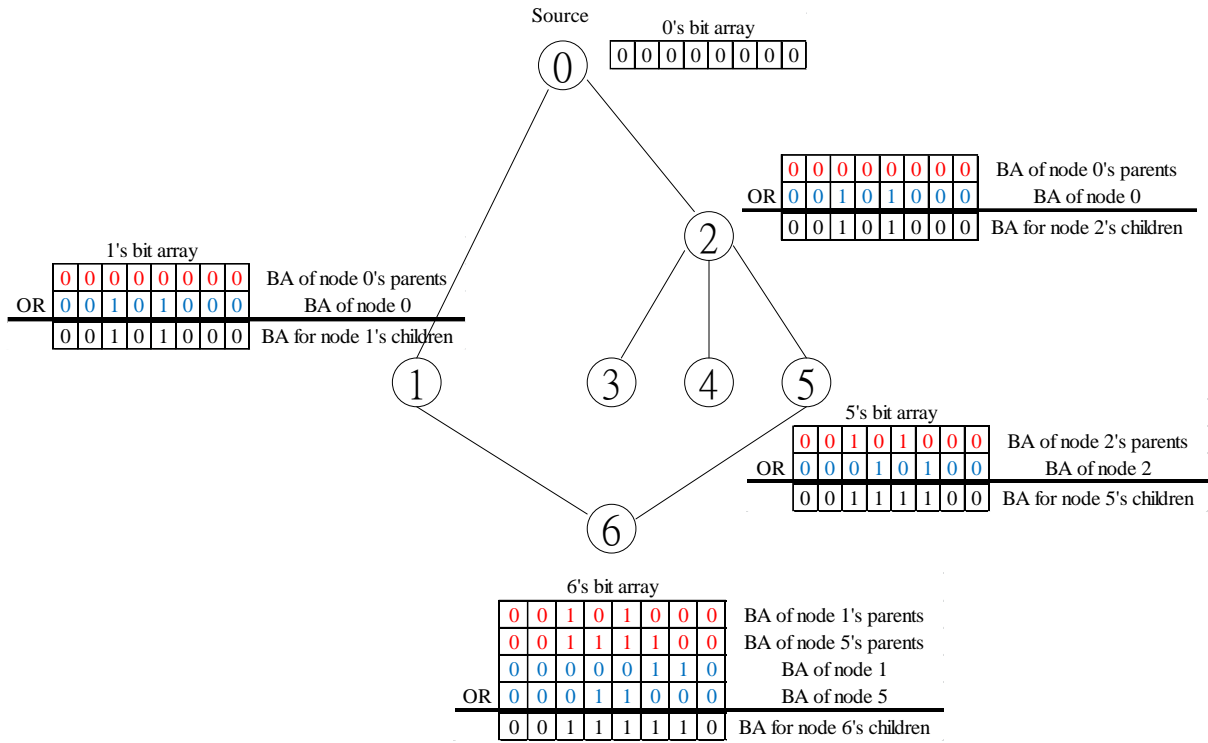 Source
0's bit array
0 0 0 0 0 0 0 0
0
0 0 0 0 0 0 0 0 BA of node 0's parents
OR 0 0 1 0 1 0 0 0 BA of node 0
0 0 1 0 1 0 0 0 BA for node 2's children
2
1's bit array
0 0 0 0 0 0 0 0 BA of node 0's parents
OR 0 0 1 0 1 0 0 0 BA of node 0
0 0 1 0 1 0 0 0 BA for node 1's children
1 3 4 5
5's bit array
0 0 1 0 1 0 0 0 BA of node 2's parents
OR 0 0 0 1 0 1 0 0 BA of node 2
0 0 1 1 1 1 0 0 BA for node 5's children
6
6's bit array
0 0 1 0 1 0 0 0 BA of node 1's parents
0 0 1 1 1 1 0 0 BA of node 5's parents
0 0 0 0 0 1 1 0 BA of node 1
OR 0 0 0 1 1 0 0 0 BA of node 5
0 0 1 1 1 1 1 0 BA for node 6's children